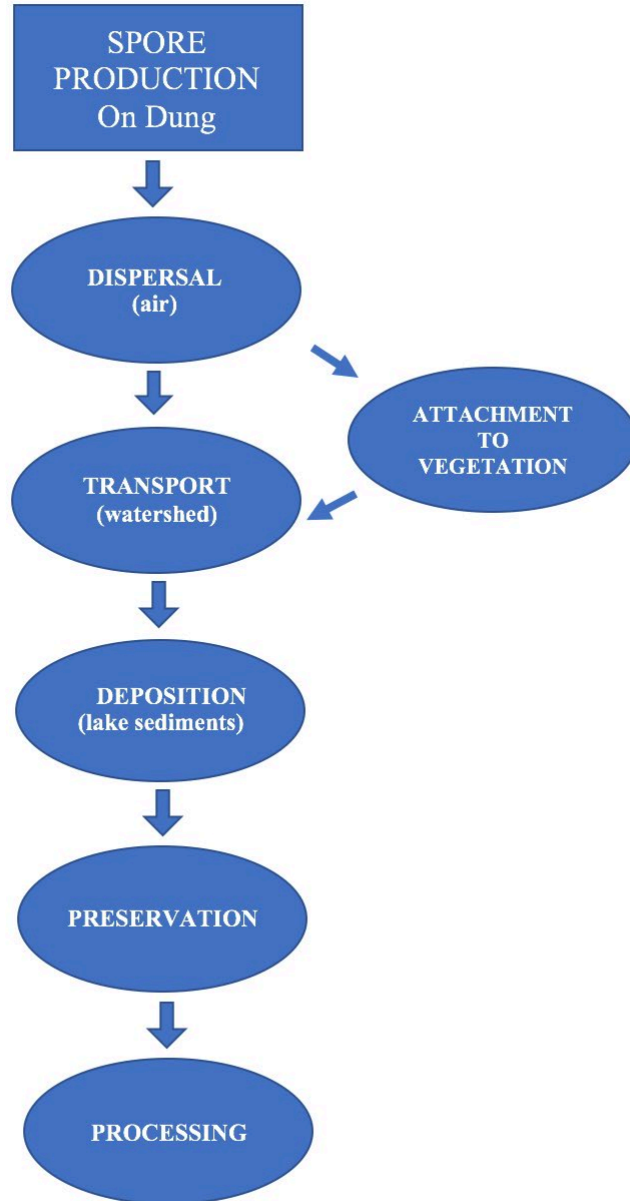 SPORE
PRODUCTION
On Dung
DISPERSAL
(air)
ATTACHMENT
TO
VEGETATION
TRANSPORT
(watershed)
DEPOSITION
(lake sediments)
PRESERVATION
PROCESSING